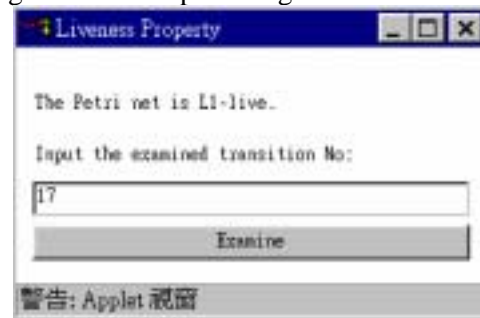 Liveness Property
The Petri net is L1-live.
Input the examined transition No:
17
Examine
警告: Applet 視窗